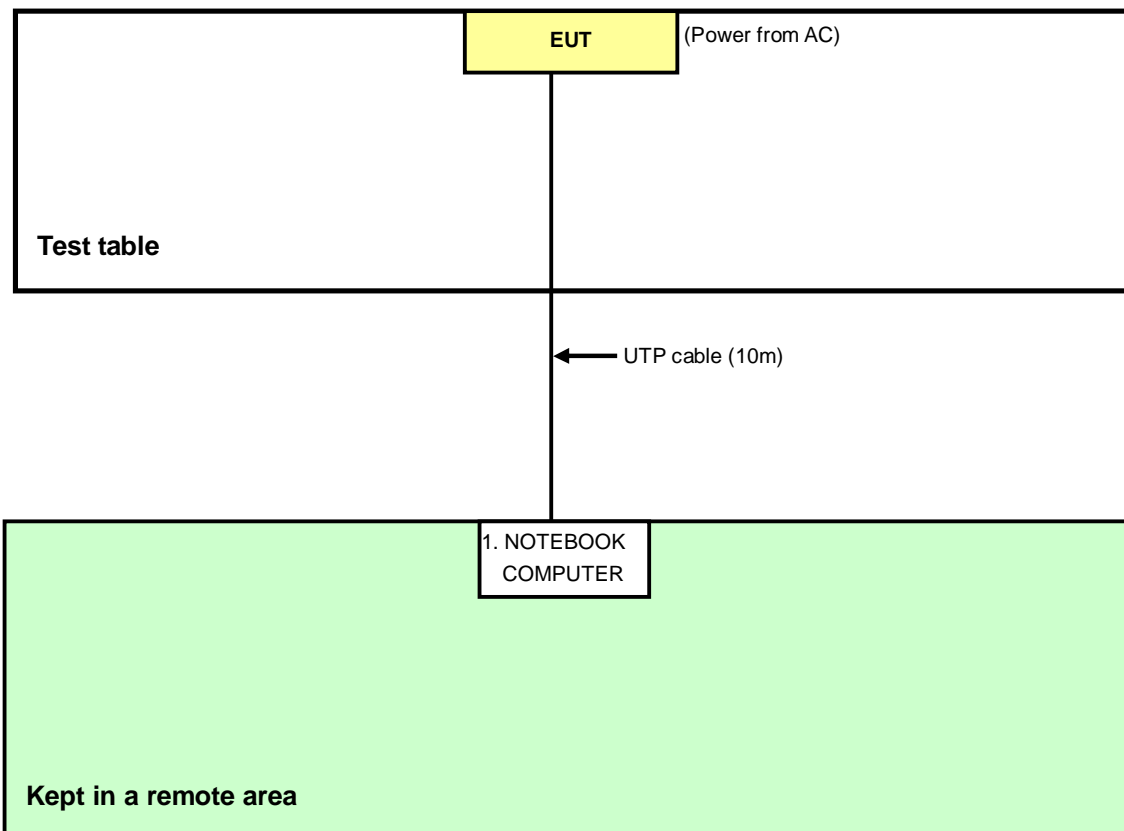 EUT
(Power from AC)
Test table
UTP cable (10m)
1. NOTEBOOK
COMPUTER
Kept in a remote area